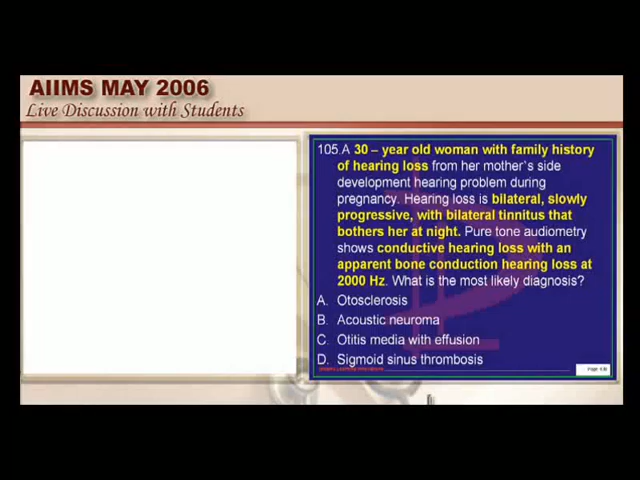 AIIMS MAY 2006
Live Discussion with Students
105.A 30 – year old woman with family history
of hearing loss from her mother's side
development hearing problem during
pregnancy. Hearing loss is bilateral, slowly
progressive, with bilateral tinnitus that
bothers her at night. Pure tone audiometry
shows conductive hearing loss with an
apparent bone conduction hearing loss at
2000 Hz. What is the most likely diagnosis?
A. Otosclerosis
B. Acoustic neuroma
C. Otitis media with effusion
D. Sigmoid sinus thrombosis